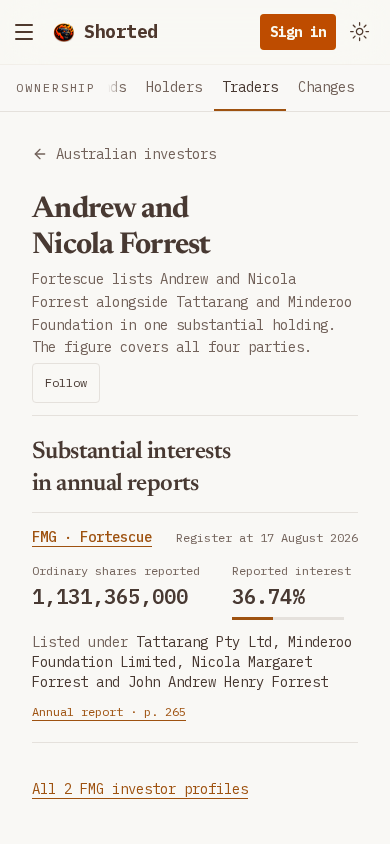 Shorted
Sign in
OWNERSHIP ds Holders Traders Changes
← Australian investors
Andrew and
Nicola Forrest
Fortescue lists Andrew and Nicola
Forrest alongside Tattarang and Minderoo
Foundation in one substantial holding.
The figure covers all four parties.
Follow
Substantial interests
in annual reports
FMG · Fortescue Register at 17 August 2026
Ordinary shares reported Reported interest
1,131,365,000 36.74%
Listed under Tattarang Pty Ltd, Minderoo
Foundation Limited, Nicola Margaret
Forrest and John Andrew Henry Forrest
Annual report · p. 265
All 2 FMG investor profiles